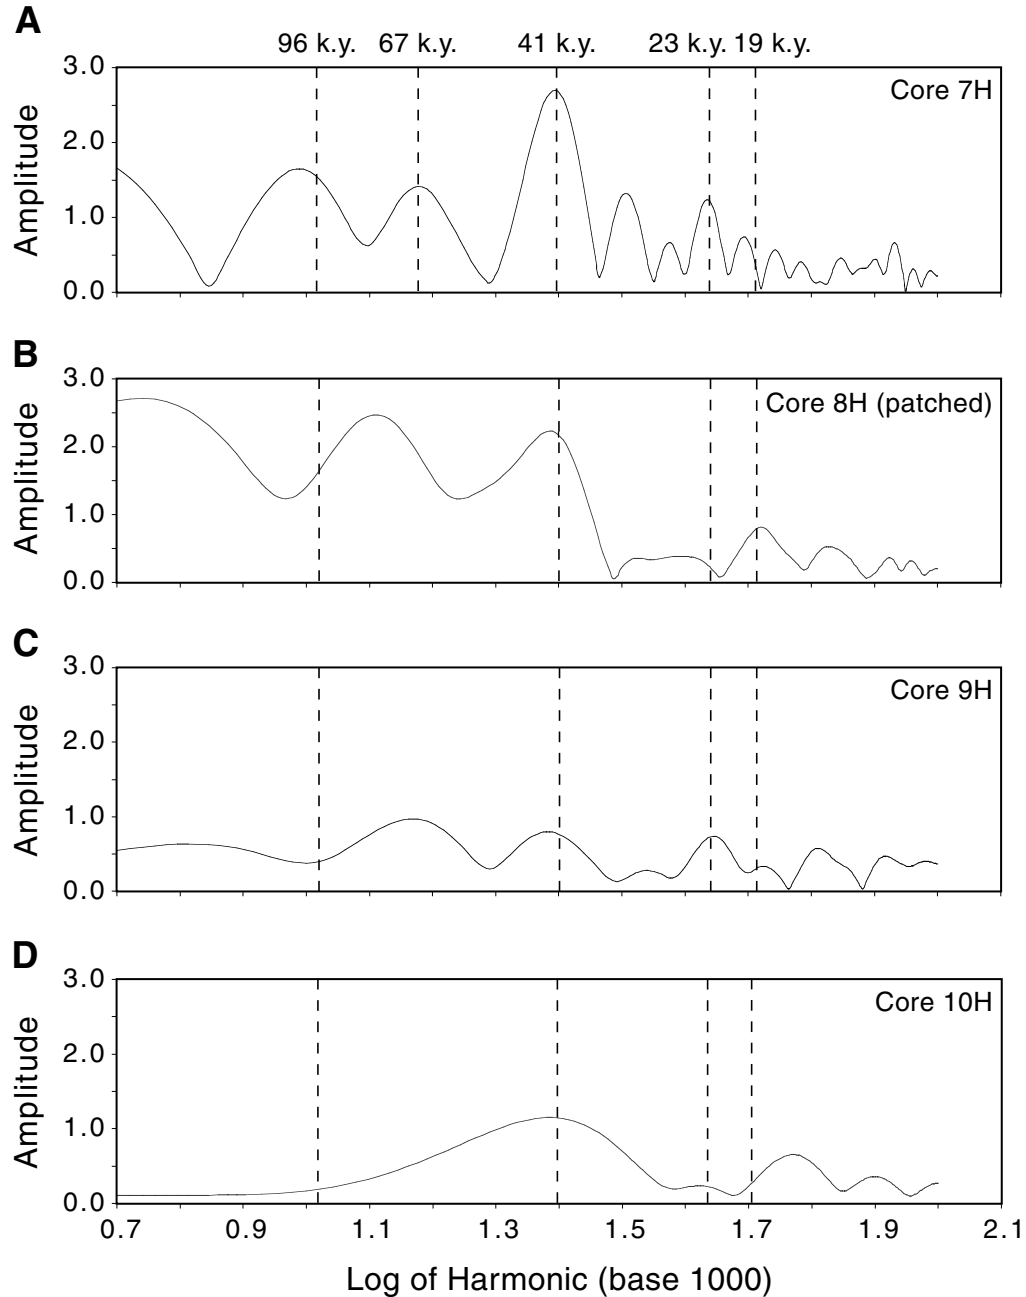 A
96 k.y. 67 k.y. 41 k.y. 23 k.y. 19 k.y.
3.0
Core 7H
2.0
Amplitude
1.0
0.0
B
3.0
Core 8H (patched)
2.0
Amplitude
1.0
0.0
C
3.0
Core 9H
2.0
Amplitude
1.0
0.0
D
3.0
Core 10H
2.0
Amplitude
1.0
0.0
0.7 0.9 1.1 1.3 1.5 1.7 1.9 2.1
Log of Harmonic (base 1000)